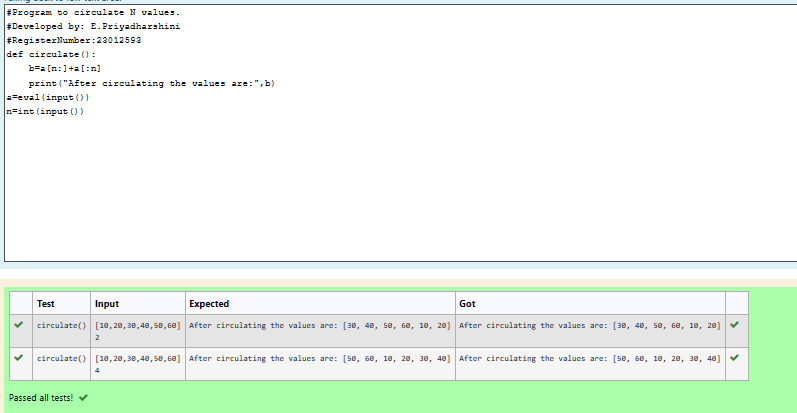 #Program to circulate N values.
#Developed by: E.Priyadharshini
#RegisterNumber:23012593
def circulate():
    b=a[n:]+a[:n]
    print("After circulating the values are:",b)
a=eval(input())
n=int(input())
Test Input Expected Got
circulate() [10,20,30,40,50,60] After circulating the values are: [30, 40, 50, 60, 10, 20] After circulating the values are: [30, 40, 50, 60, 10, 20]
2
circulate() [10,20,30,40,50,60] After circulating the values are: [50, 60, 10, 20, 30, 40] After circulating the values are: [50, 60, 10, 20, 30, 40]
4
Passed all tests!